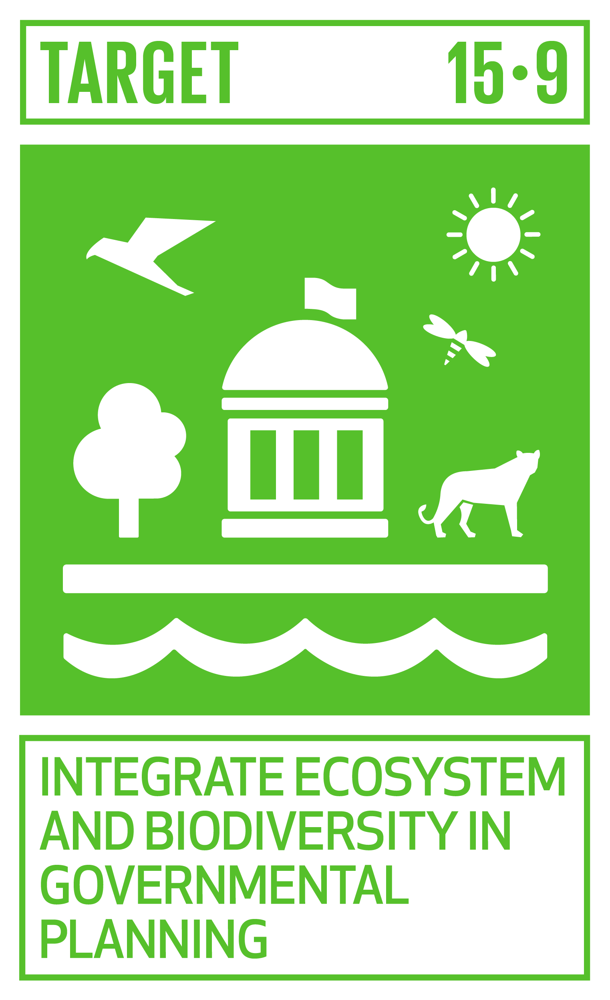 TARGET 15·9
INTEGRATE ECOSYSTEM
AND BIODIVERSITY IN
GOVERNMENTAL
PLANNING